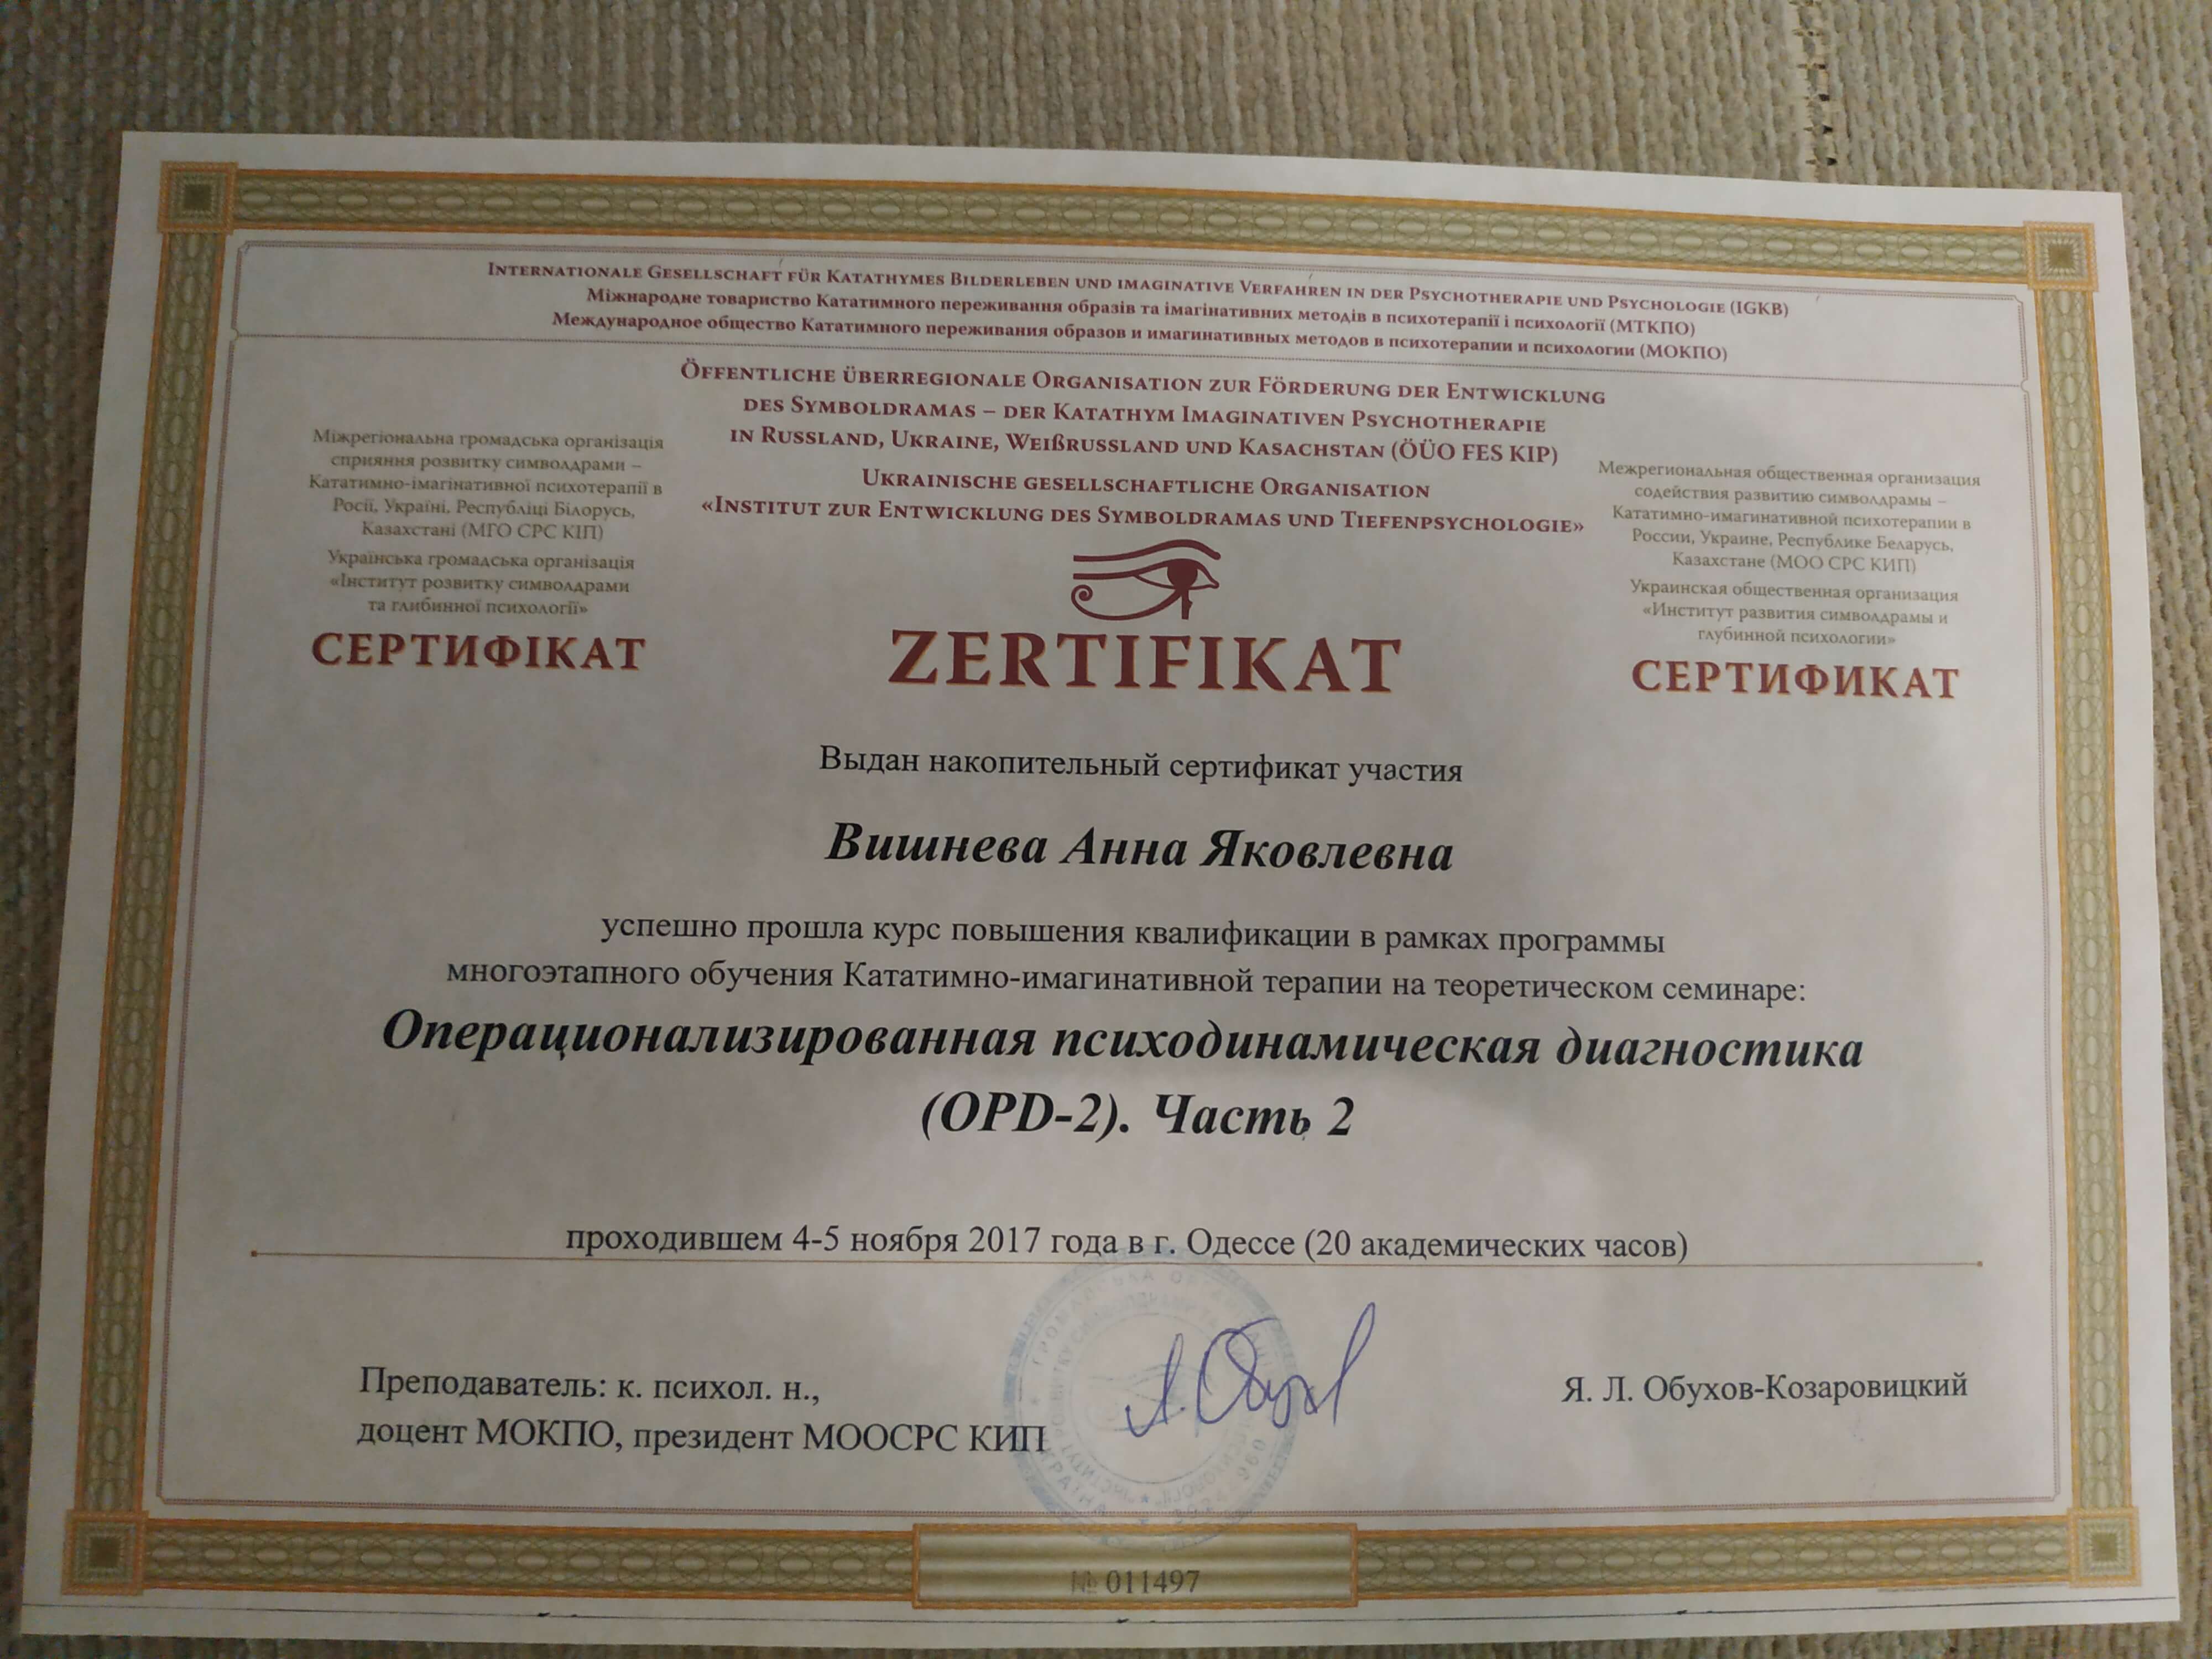 Internationale Gesellschaft für Katathymes Bilderleben und imaginative Verfahren in der Psychotherapie und Psychologie (IGKB)
Міжнародне товариство Кататимного переживання образів та імагінативних методів в психотерапії і психології (МТКПО)
Международное общество Кататимного переживания образов и имагинативных методов в психотерапии и психологии (МОКПО)
Öffentliche überregionale Organisation zur Förderung der Entwicklung
des Symboldramas – der Katathym Imaginativen Psychotherapie
in Russland, Ukraine, Weißrussland und Kasachstan (ÖÜO FES KIP)
Ukrainische gesellschaftliche Organisation
«Institut zur Entwicklung des Symboldramas und Tiefenpsychologie»
Міжрегіональна громадська організація
сприяння розвитку символдрами –
Кататимно-імагінативної психотерапії в
Росії, Україні, Республіці Білорусь,
Казахстані (МГО СРС КІП)
Українська громадська організація
«Інститут розвитку символдрами
та глибинної психології»
СЕРТИФІКАТ
ZERTIFIKAT
Межрегиональная общественная организация
содействия развитию символдрамы –
Кататимно-имагинативной психотерапии в
России, Украине, Республике Беларусь,
Казахстане (МОО СРС КИП)
Украинская общественная организация
«Институт развития символдрамы и
глубинной психологии»
СЕРТИФИКАТ
Выдан накопительный сертификат участия
Вишнева Анна Яковлевна
успешно прошла курс повышения квалификации в рамках программы
многоэтапного обучения Кататимно-имагинативной терапии на теоретическом семинаре:
Операционализированная психодинамическая диагностика
(OPD-2). Часть 2
проходившем 4-5 ноября 2017 года в г. Одессе (20 академических часов)
Преподаватель: к. психол. н.,
доцент МОКПО, президент МООСРС КИП
Я. Л. Обухов-Козаровицкий
№ 011497